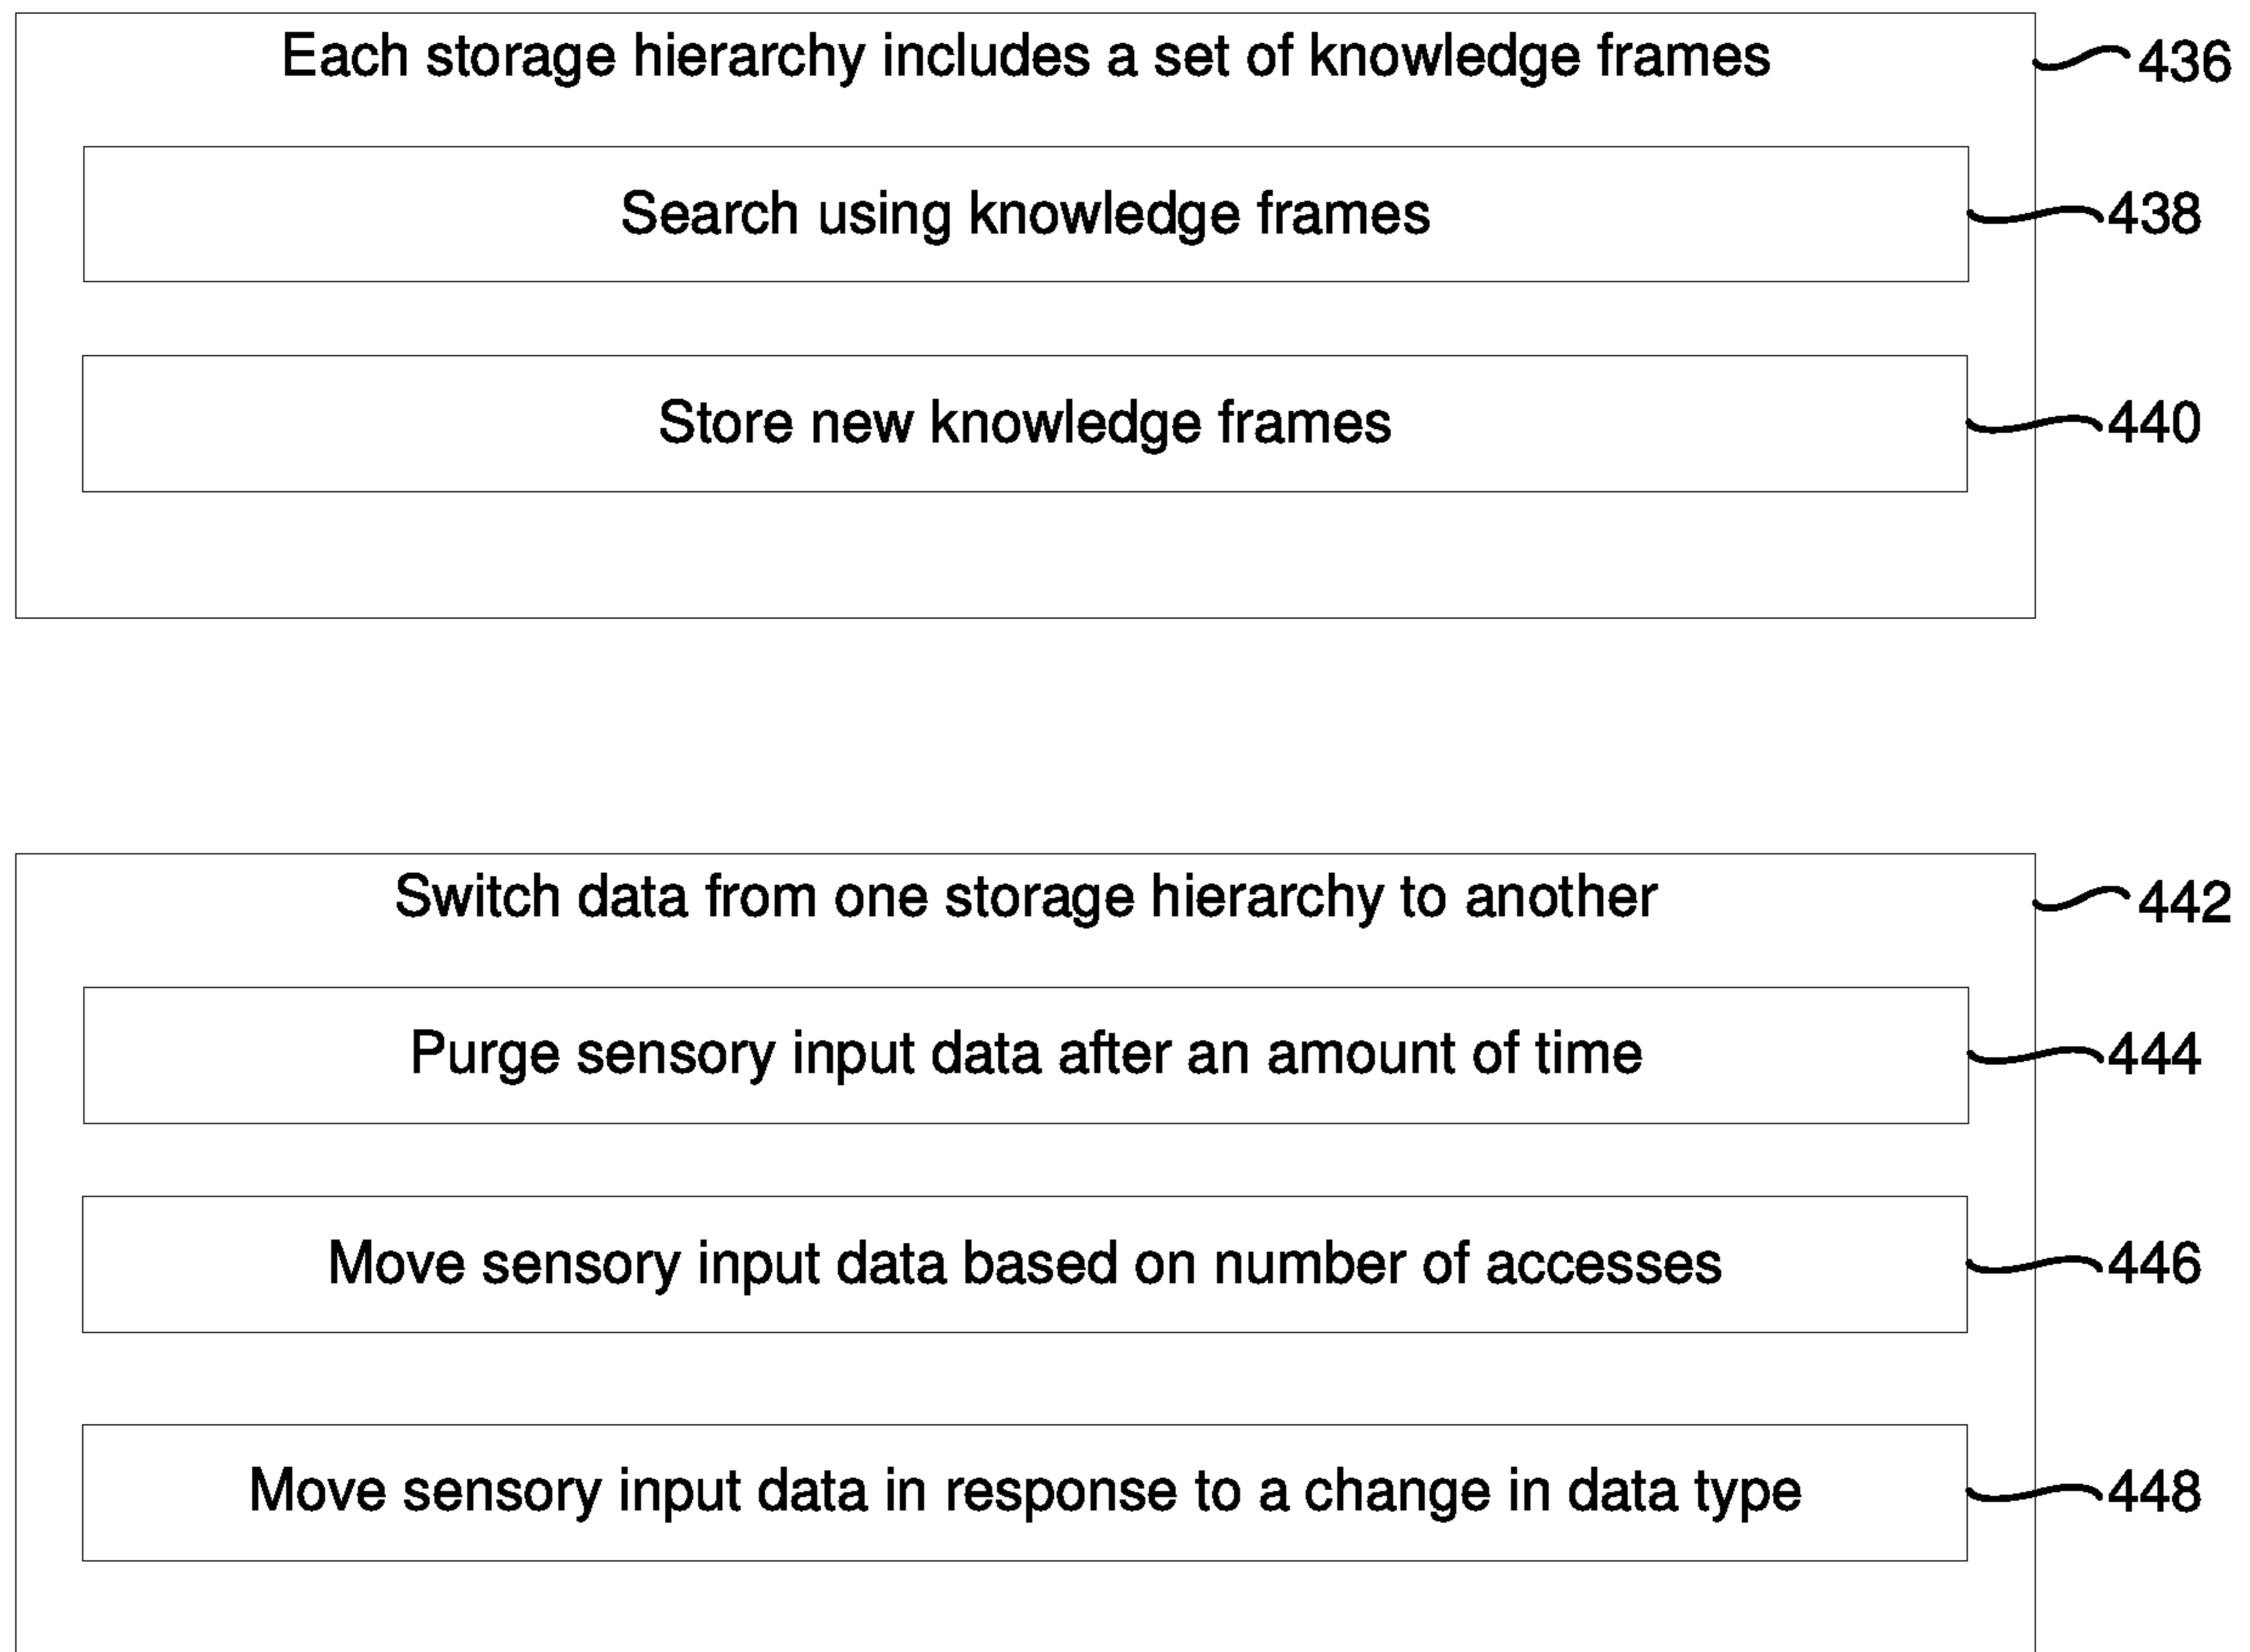 Each storage hierarchy includes a set of knowledge frames 436
Search using knowledge frames 438
Store new knowledge frames 440
Switch data from one storage hierarchy to another 442
Purge sensory input data after an amount of time 444
Move sensory input data based on number of accesses 446
Move sensory input data in response to a change in data type 448